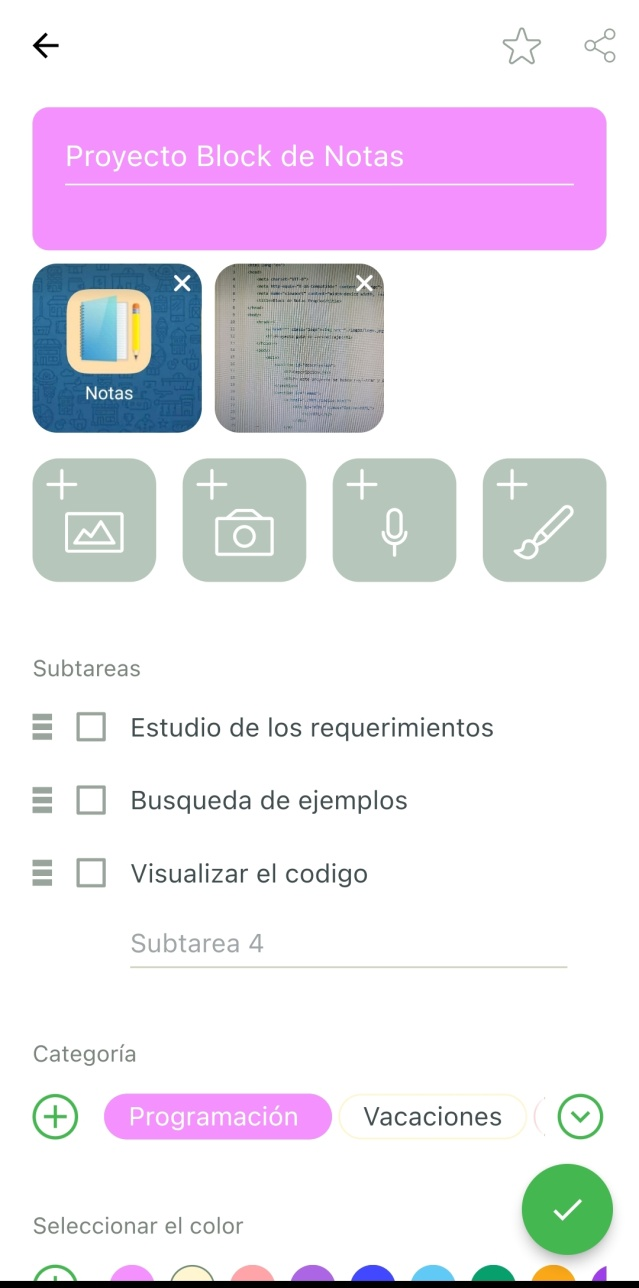 Proyecto Block de Notas
Notas
Subtareas
Estudio de los requerimientos
Busqueda de ejemplos
Visualizar el codigo
Subtarea 4
Categoría
Programación
Vacaciones
Seleccionar el color